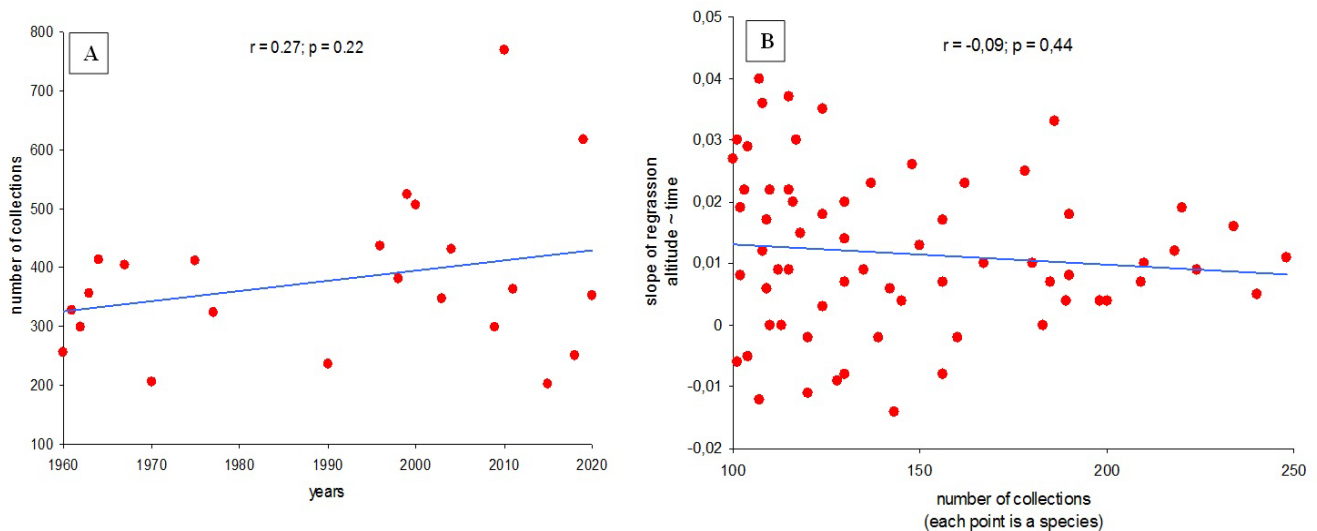 A
r = 0.27; p = 0.22
number of collections
800
700
600
500
400
300
200
100
1960
1970
1980
1990
2000
2010
2020
years
B
r = -0,09; p = 0,44
slope of regrassion
altitude ~ time
0,05
0,04
0,03
0,02
0,01
0
-0,01
-0,02
100
150
200
250
number of collections
(each point is a species)